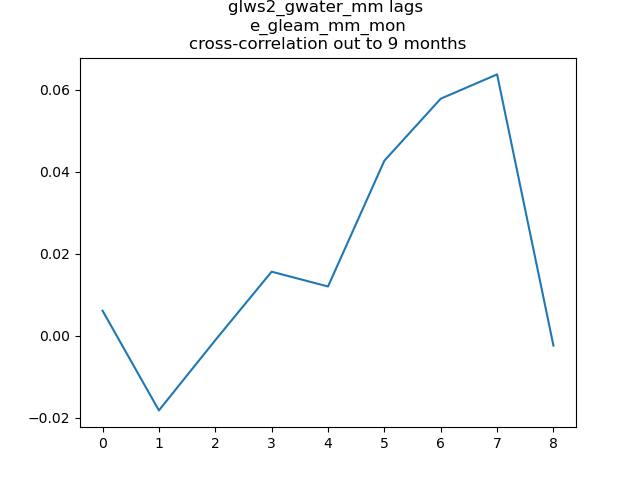 glws2_gwater_mm lags
e_gleam_mm_mon
cross-correlation out to 9 months
0.06
0.04
0.02
0.00
−0.02
0 1 2 3 4 5 6 7 8